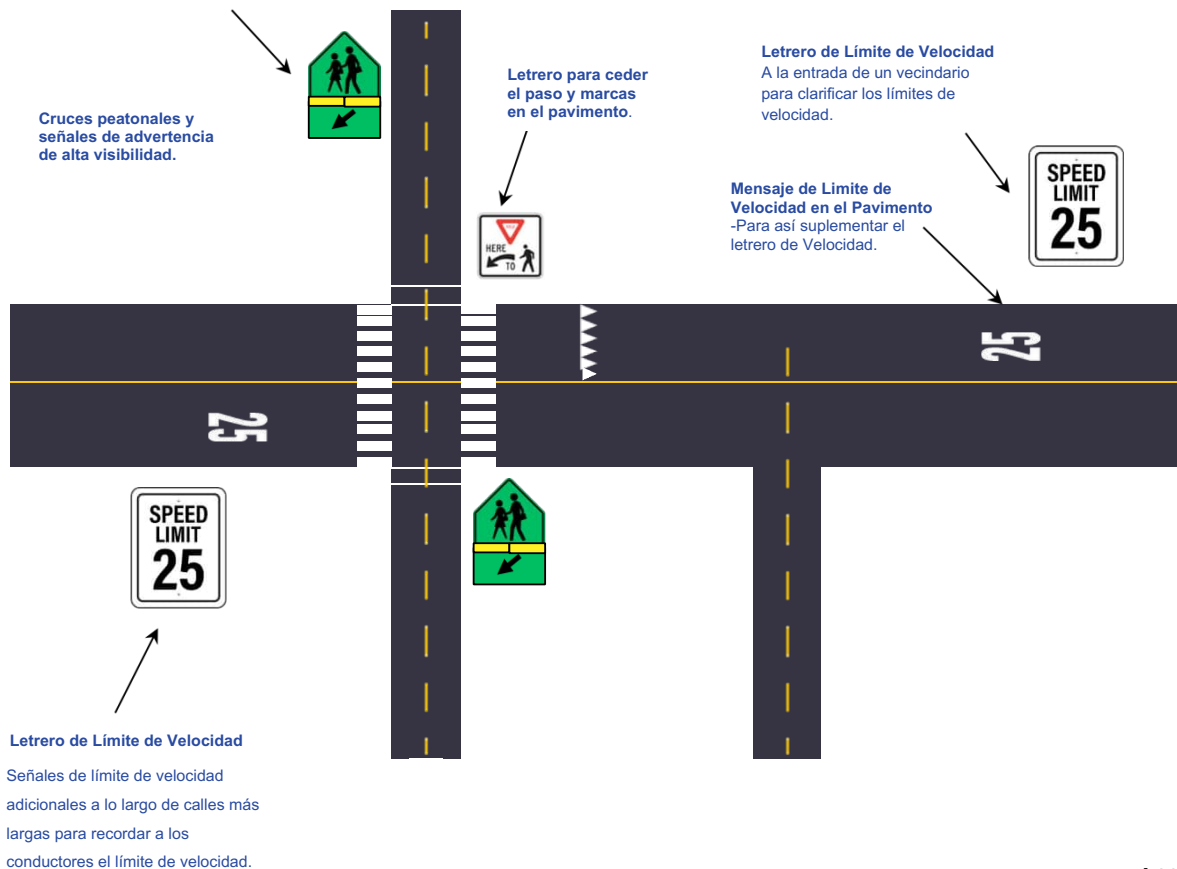 Cruces peatonales y
señales de advertencia
de alta visibilidad.
Letrero para ceder
el paso y marcas
en el pavimento.
HERE
TO
Letrero de Límite de Velocidad
A la entrada de un vecindario
para clarificar los límites de
velocidad.
SPEED
LIMIT
25
Mensaje de Limite de
Velocidad en el Pavimento
-Para así suplementar el
letrero de Velocidad.
25
25
SPEED
LIMIT
25
Letrero de Límite de Velocidad
Señales de límite de velocidad
adicionales a lo largo de calles más
largas para recordar a los
conductores el límite de velocidad.